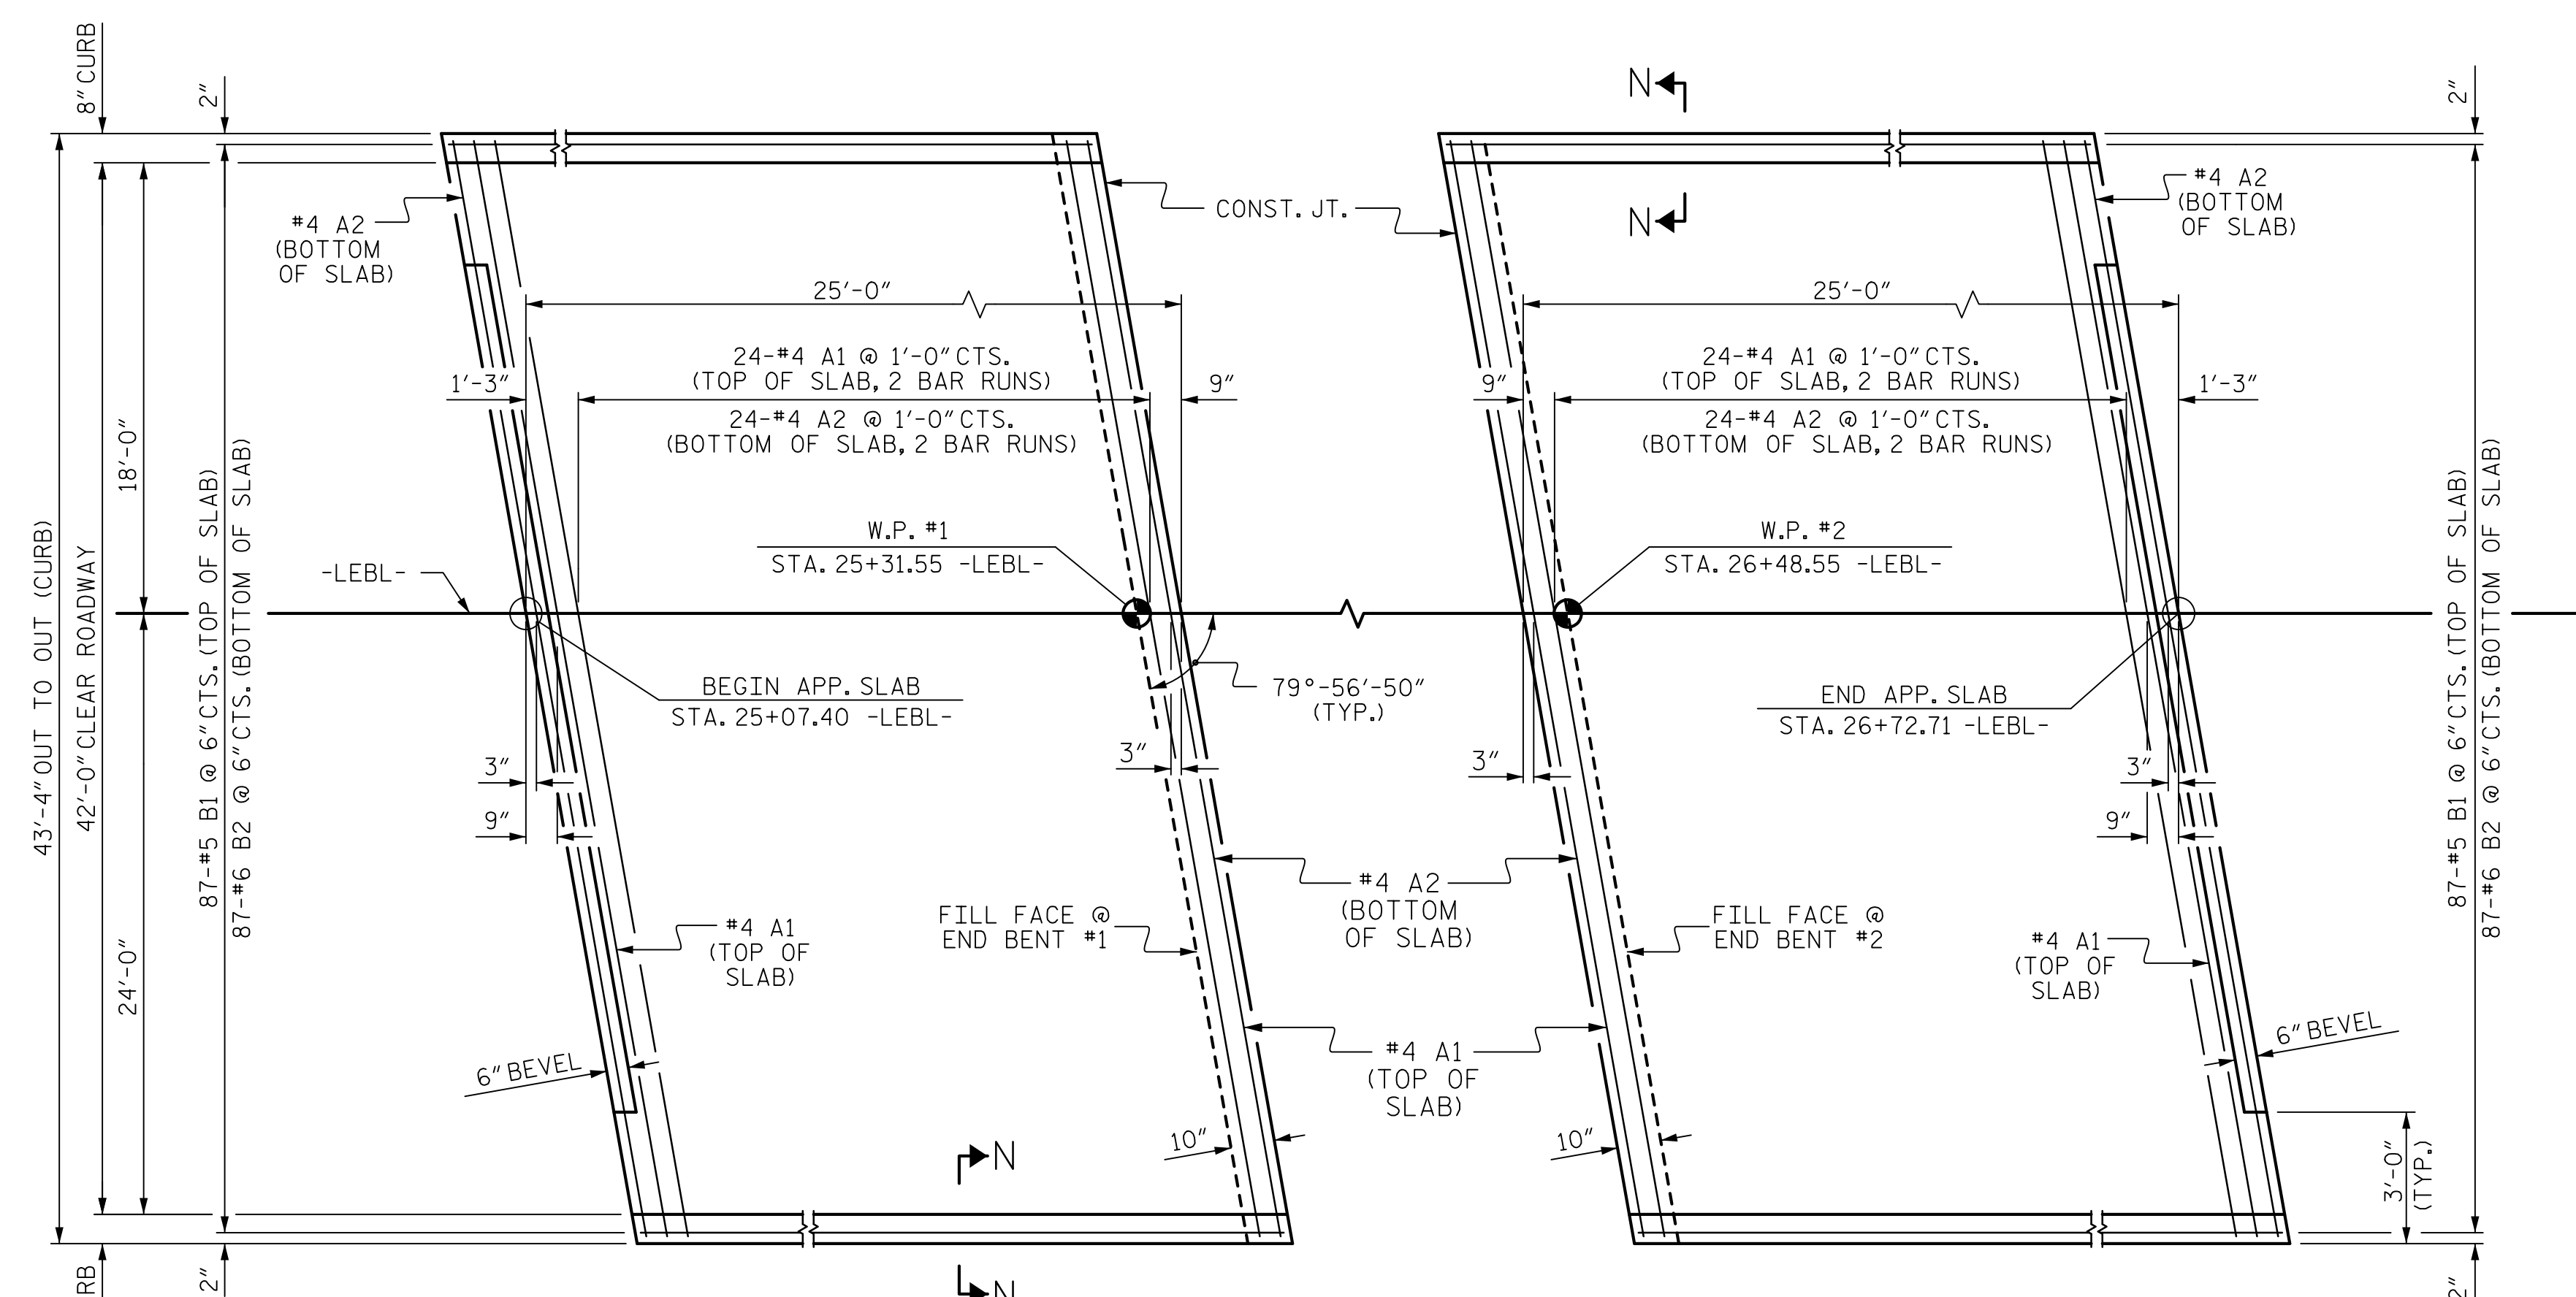 8" CURB
2"
N
2"
#4 A2
(BOTTOM
OF SLAB)
CONST. JT.
N
#4 A2
(BOTTOM
OF SLAB)
25'-0"
25'-0"
24-#4 A1 @ 1'-0" CTS.
(TOP OF SLAB, 2 BAR RUNS)
1'-3"
9"
24-#4 A2 @ 1'-0" CTS.
(BOTTOM OF SLAB, 2 BAR RUNS)
24-#4 A1 @ 1'-0" CTS.
(TOP OF SLAB, 2 BAR RUNS)
9"
1'-3"
24-#4 A2 @ 1'-0" CTS.
(BOTTOM OF SLAB, 2 BAR RUNS)
43'-4" OUT TO OUT (CURB)
42'-0" CLEAR ROADWAY
18'-0"
24'-0"
87-#5 B1 @ 6" CTS. (TOP OF SLAB)
87-#6 B2 @ 6" CTS. (BOTTOM OF SLAB)
-LEBL-
W.P. #1
STA. 25+31.55 -LEBL-
W.P. #2
STA. 26+48.55 -LEBL-
BEGIN APP. SLAB
STA. 25+07.40 -LEBL-
79°-56'-50"
(TYP.)
END APP. SLAB
STA. 26+72.71 -LEBL-
87-#5 B1 @ 6" CTS. (TOP OF SLAB)
87-#6 B2 @ 6" CTS. (BOTTOM OF SLAB)
3"
3"
3"
3"
9"
9"
#4 A2
(BOTTOM
OF SLAB)
#4 A1
(TOP OF
SLAB)
FILL FACE @
END BENT #1
FILL FACE @
END BENT #2
#4 A1
(TOP OF
SLAB)
6" BEVEL
#4 A1
(TOP OF
SLAB)
6" BEVEL
10"
10"
N
3'-0"
(TYP.)
RB
2"
N
2"